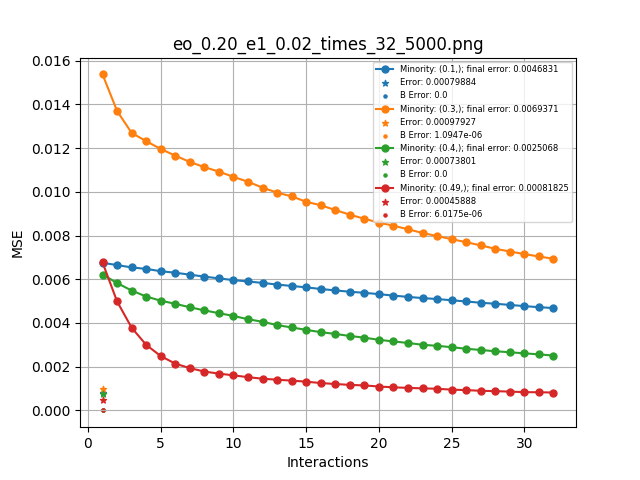 eo_0.20_e1_0.02_times_32_5000.png
0.016
0.014
0.012
0.010
0.008
0.006
0.004
0.002
0.000
MSE
Minority: (0.1,); final error: 0.0046831
Error: 0.00079884
B Error: 0.0
Minority: (0.3,); final error: 0.0069371
Error: 0.00097927
B Error: 1.0947e-06
Minority: (0.4,); final error: 0.0025068
Error: 0.00073801
B Error: 0.0
Minority: (0.49,); final error: 0.00081825
Error: 0.00045888
B Error: 6.0175e-06
0 5 10 15 20 25 30
Interactions